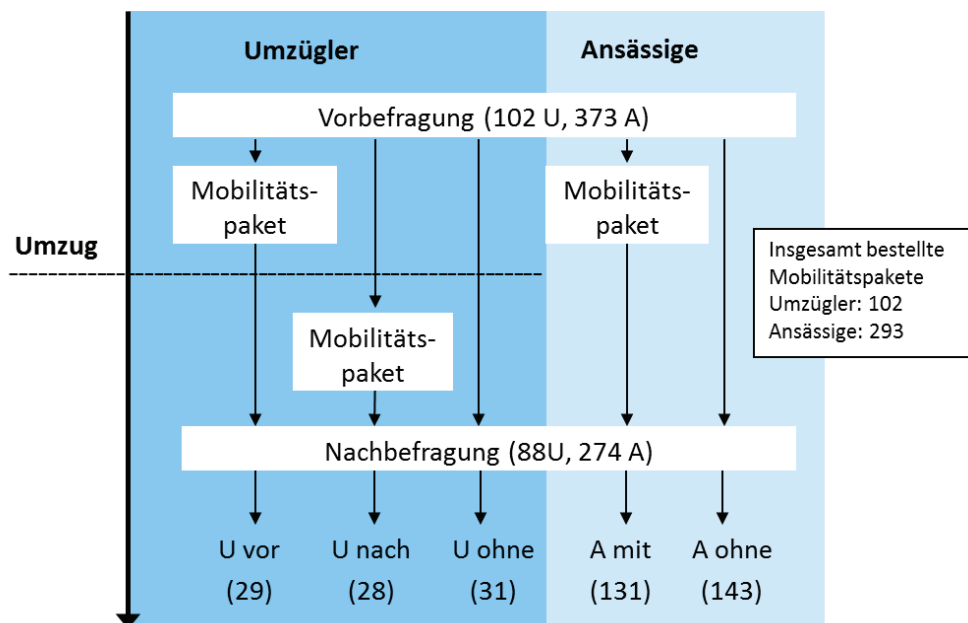 Umzügler
Ansässige
Vorbefragung (102 U, 373 A)
Mobilitäts-
paket
Mobilitäts-
paket
Umzug
Insgesamt bestellte
Mobilitätspakete
Umzügler: 102
Ansässige: 293
Mobilitäts-
paket
Nachbefragung (88U, 274 A)
U vor
(29)
U nach
(28)
U ohne
(31)
A mit
(131)
A ohne
(143)